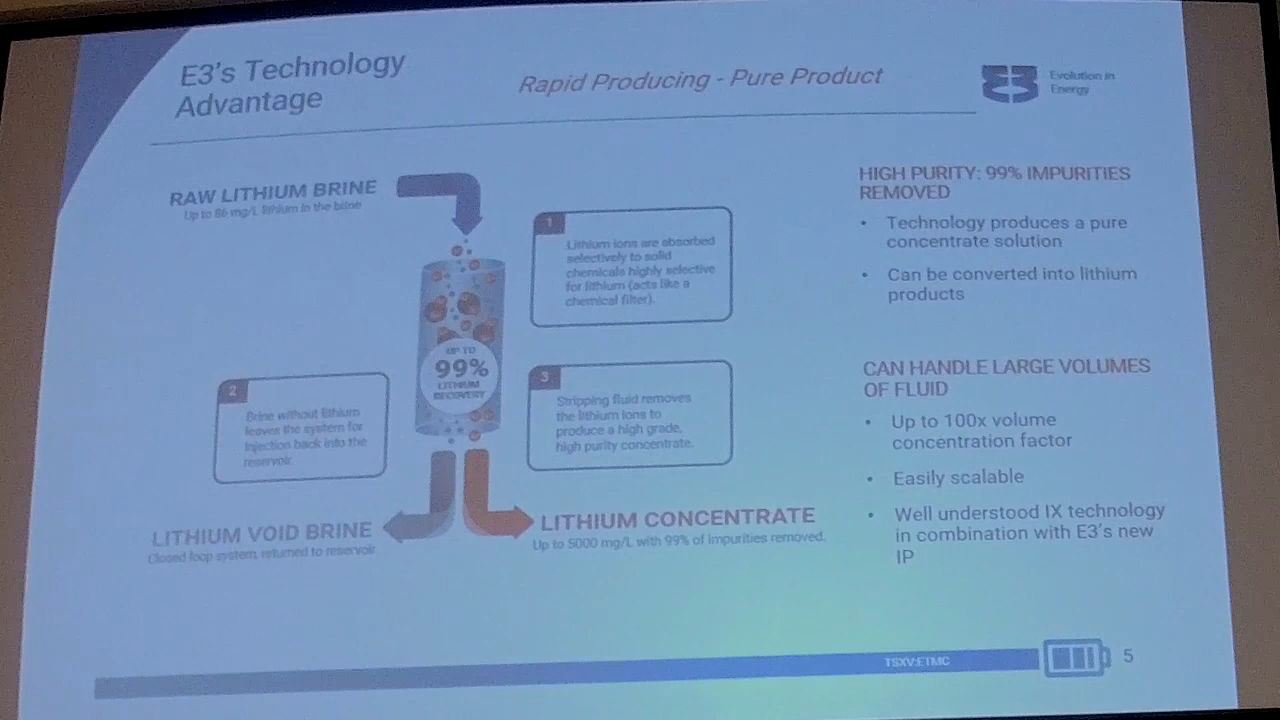 E3's Technology
Advantage
Rapid Producing - Pure Product
E3
Evolution in
Energy
RAW LITHIUM BRINE
Up to 86 mg/L lithium in the brine
1
Lithium ions are absorbed
selectively to solid
chemicals highly selective
for lithium (acts like a
chemical filter).
UP TO
99%
LITHIUM
RECOVERY
2
Brine without lithium
leaves the system for
injection back into the
reservoir.
3
Stripping fluid removes
the lithium ions to
produce a high grade,
high purity concentrate.
LITHIUM VOID BRINE
Closed loop system, returned to reservoir
LITHIUM CONCENTRATE
Up to 5000 mg/L with 99% of impurities removed.
HIGH PURITY: 99% IMPURITIES
REMOVED
• Technology produces a pure
concentrate solution
• Can be converted into lithium
products
CAN HANDLE LARGE VOLUMES
OF FLUID
• Up to 100x volume
concentration factor
• Easily scalable
• Well understood IX technology
in combination with E3's new
IP
TSXV:ETMC
5